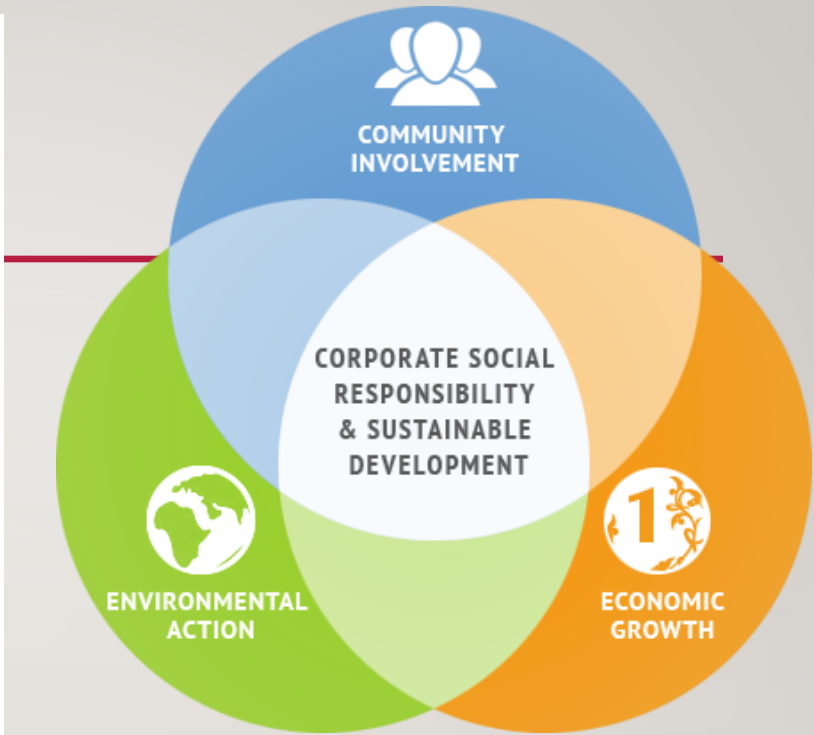 COMMUNITY
INVOLVEMENT
CORPORATE SOCIAL
RESPONSIBILITY
& SUSTAINABLE
DEVELOPMENT
1
ENVIRONMENTAL
ACTION
ECONOMIC
GROWTH